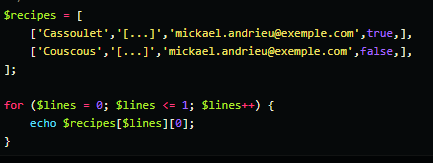 $recipes = [
    ['Cassoulet','[...]','mickael.andrieu@exemple.com',true,],
    ['Couscous','[...]','mickael.andrieu@exemple.com',false,],
];

for ($lines = 0; $lines <= 1; $lines++) {
    echo $recipes[$lines][0];
}